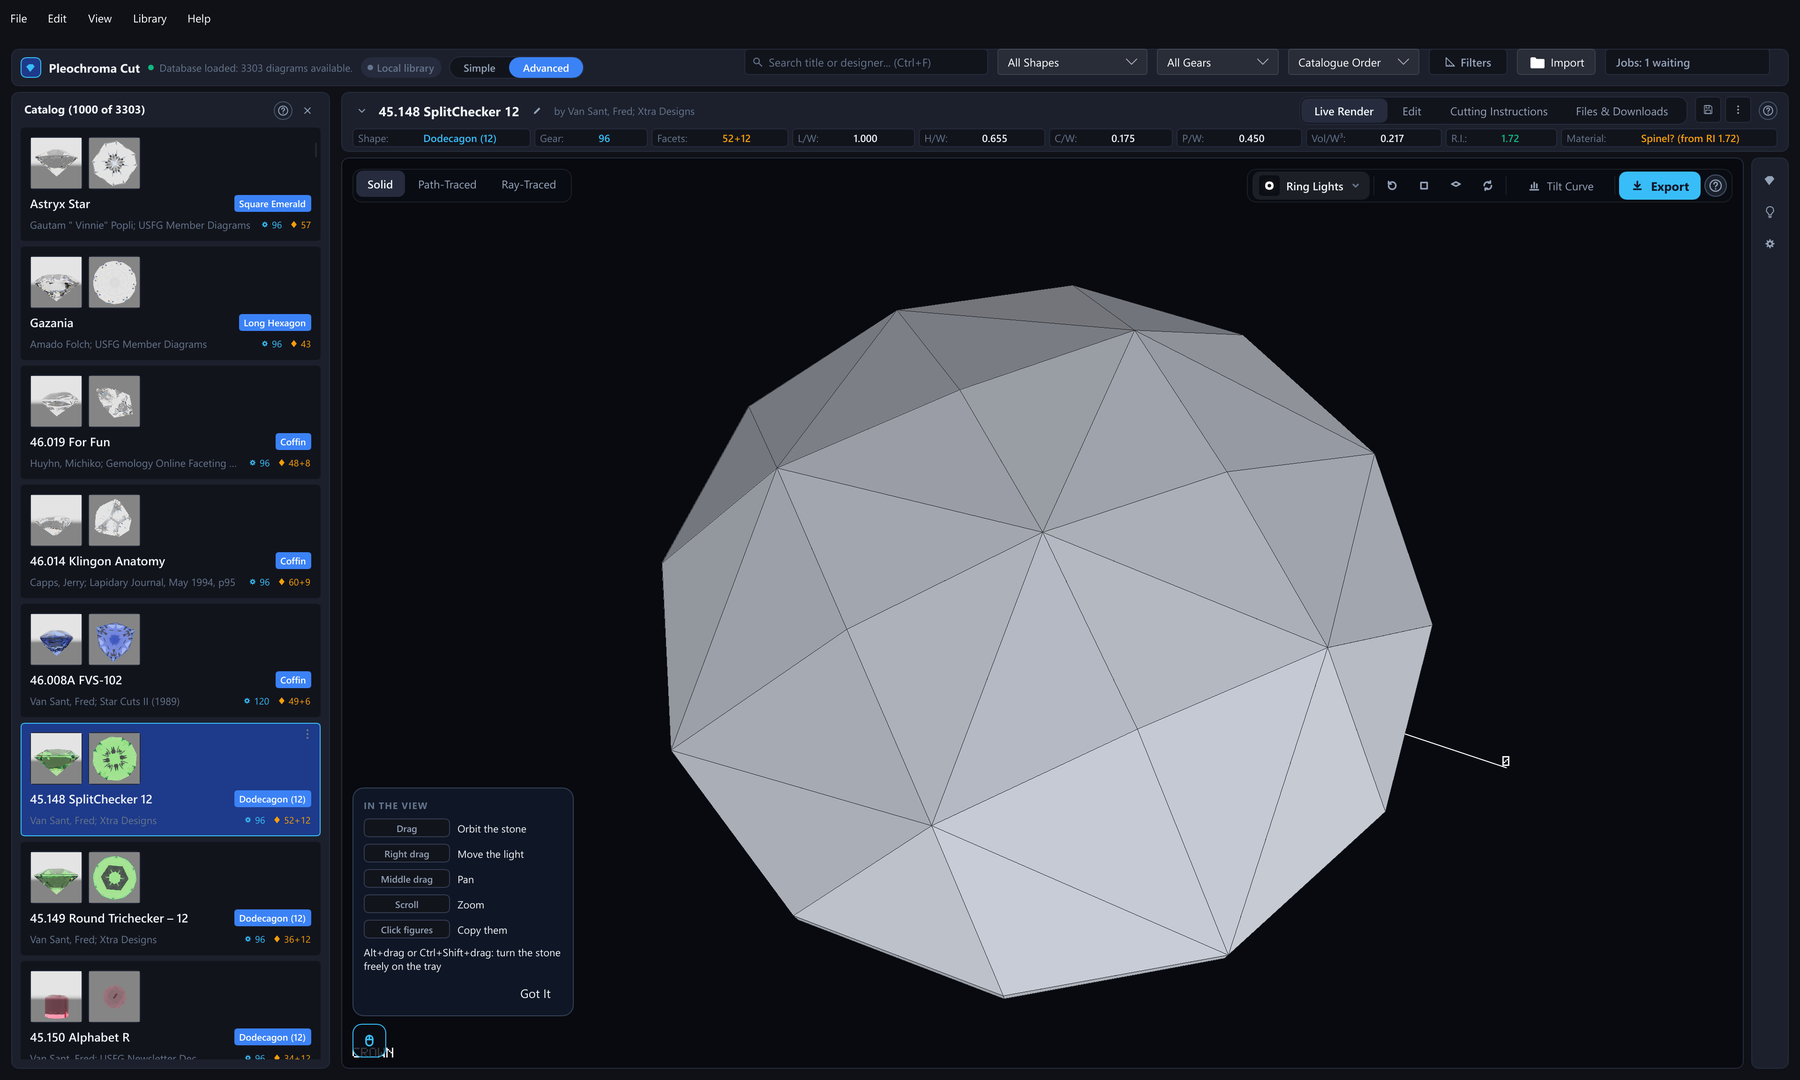 File Edit View Library Help
Pleochroma Cut Database loaded: 3303 diagrams available. Local library Simple Advanced Search title or designer... (Ctrl+F) All Shapes All Gears Catalogue Order Filters Import Jobs: 1 waiting
Catalog (1000 of 3303)
Astryx Star Square Emerald
Gautam " Vinnie" Popli; USFG Member Diagrams 96 57
Gazania Long Hexagon
Amado Folch; USFG Member Diagrams 96 43
46.019 For Fun Coffin
Huyhn, Michiko; Gemology Online Faceting ... 96 48+8
46.014 Klingon Anatomy Coffin
Capps, Jerry; Lapidary Journal, May 1994, p95 96 60+9
46.008A FVS-102 Coffin
Van Sant, Fred; Star Cuts II (1989) 120 49+6
45.148 SplitChecker 12 Dodecagon (12)
Van Sant, Fred; Xtra Designs 96 52+12
45.149 Round Trichecker – 12 Dodecagon (12)
Van Sant, Fred; Xtra Designs 96 36+12
45.150 Alphabet R Dodecagon (12)
Van Sant, Fred; USFG Newsletter Dec 96 34+12
45.148 SplitChecker 12 by Van Sant, Fred; Xtra Designs Live Render Edit Cutting Instructions Files & Downloads
Shape: Dodecagon (12) Gear: 96 Facets: 52+12 L/W: 1.000 H/W: 0.655 C/W: 0.175 P/W: 0.450 Vol/W³: 0.217 R.I.: 1.72 Material: Spinel? (from RI 1.72)
Solid Path-Traced Ray-Traced Ring Lights Tilt Curve Export
IN THE VIEW
Drag Orbit the stone
Right drag Move the light
Middle drag Pan
Scroll Zoom
Click figures Copy them
Alt+drag or Ctrl+Shift+drag: turn the stone
freely on the tray
Got It